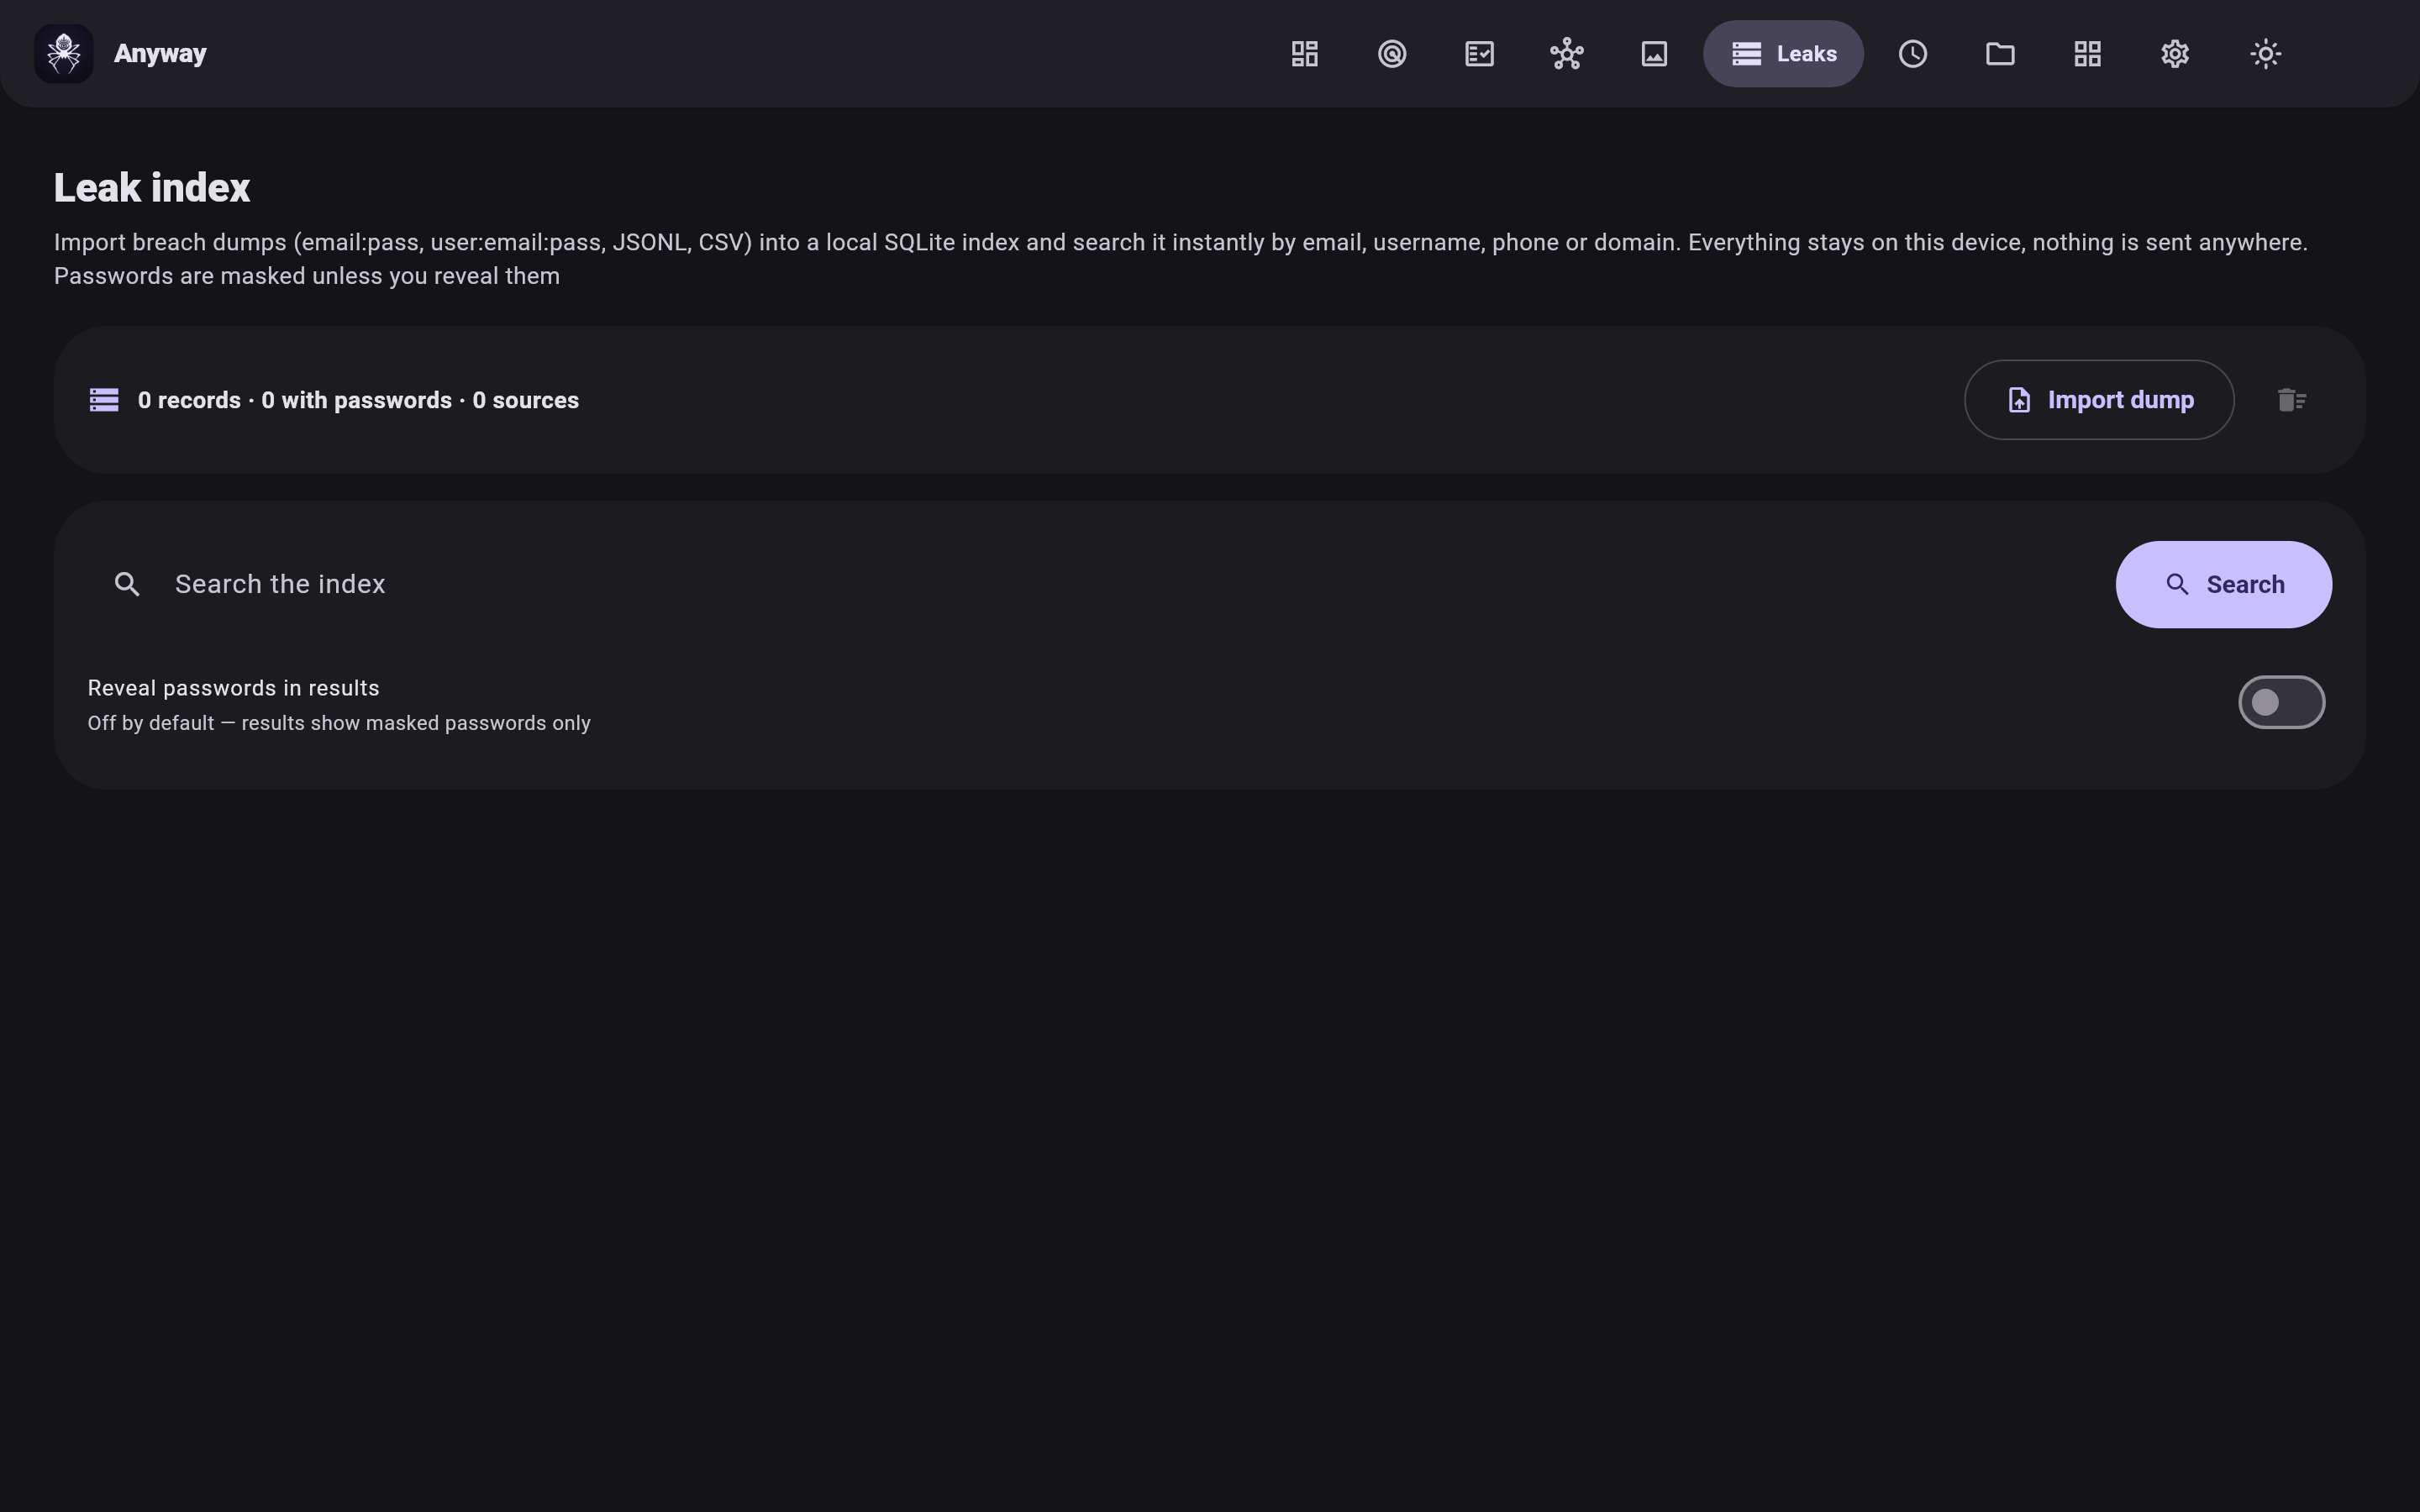 Anyway
Leaks
Leak index
Import breach dumps (email:pass, user:email:pass, JSONL, CSV) into a local SQLite index and search it instantly by email, username, phone or domain. Everything stays on this device, nothing is sent anywhere.
Passwords are masked unless you reveal them
0 records · 0 with passwords · 0 sources
Import dump
Search the index
Search
Reveal passwords in results
Off by default — results show masked passwords only